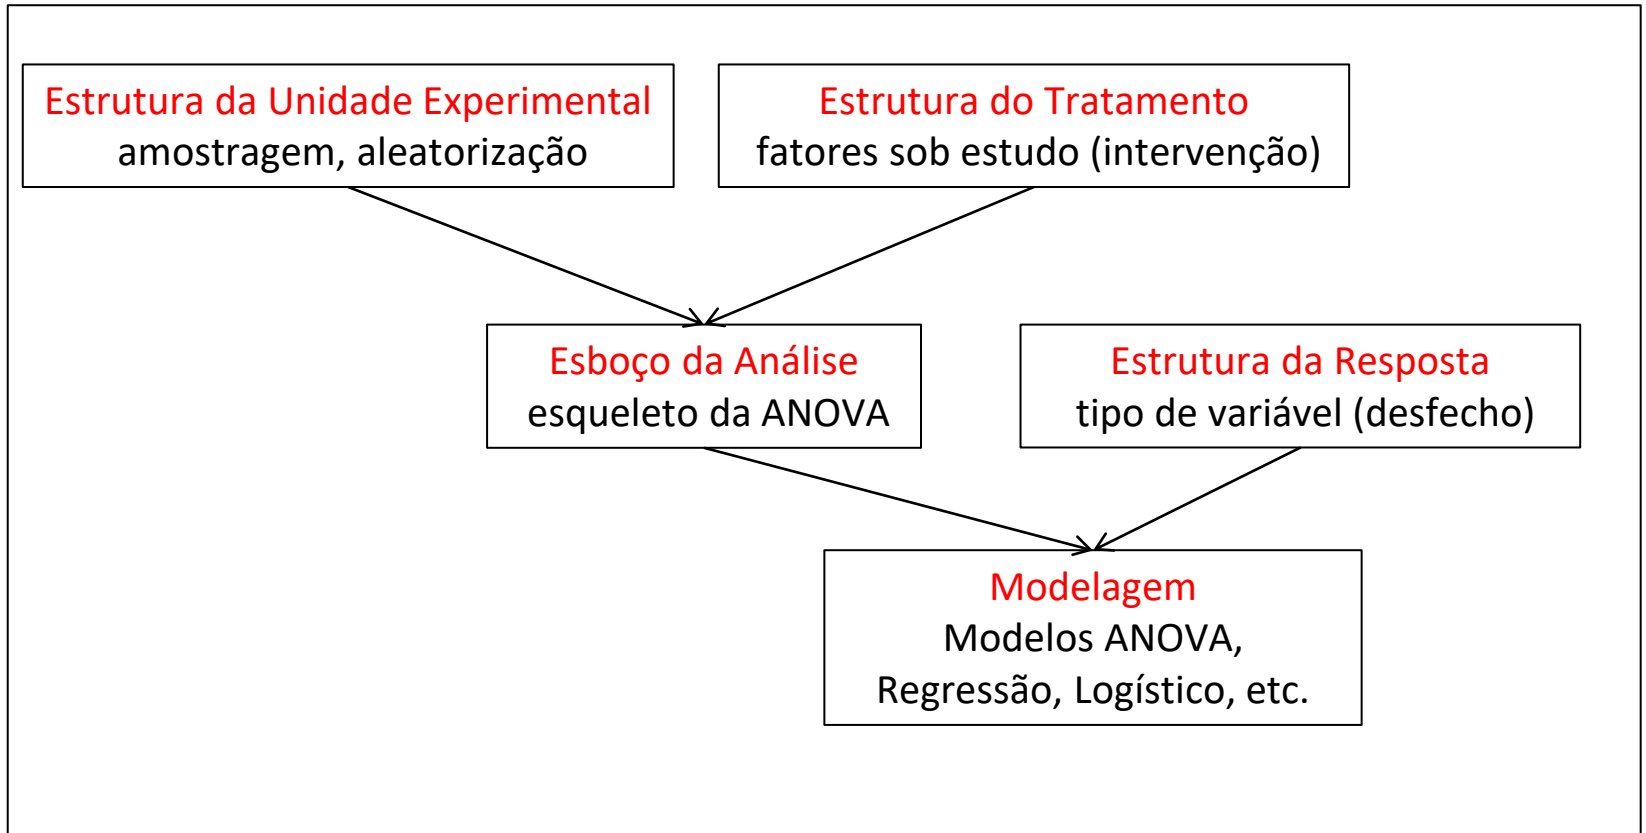 Estrutura da Unidade Experimental
amostragem, aleatorização
Estrutura do Tratamento
fatores sob estudo (intervenção)
Esboço da Análise
esqueleto da ANOVA
Estrutura da Resposta
tipo de variável (desfecho)
Modelagem
Modelos ANOVA,
Regressão, Logístico, etc.